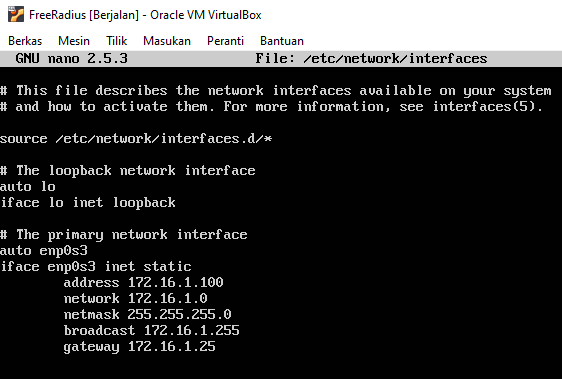 FreeRadius [Berjalan] - Oracle VM VirtualBox
Berkas Mesin Tilik Masukan Peranti Bantuan
GNU nano 2.5.3 File: /etc/network/interfaces
# This file describes the network interfaces available on your system
# and how to activate them. For more information, see interfaces(5).
source /etc/network/interfaces.d/*
# The loopback network interface
auto lo
iface lo inet loopback
# The primary network interface
auto enp0s3
iface enp0s3 inet static
address 172.16.1.100
network 172.16.1.0
netmask 255.255.255.0
broadcast 172.16.1.255
gateway 172.16.1.25